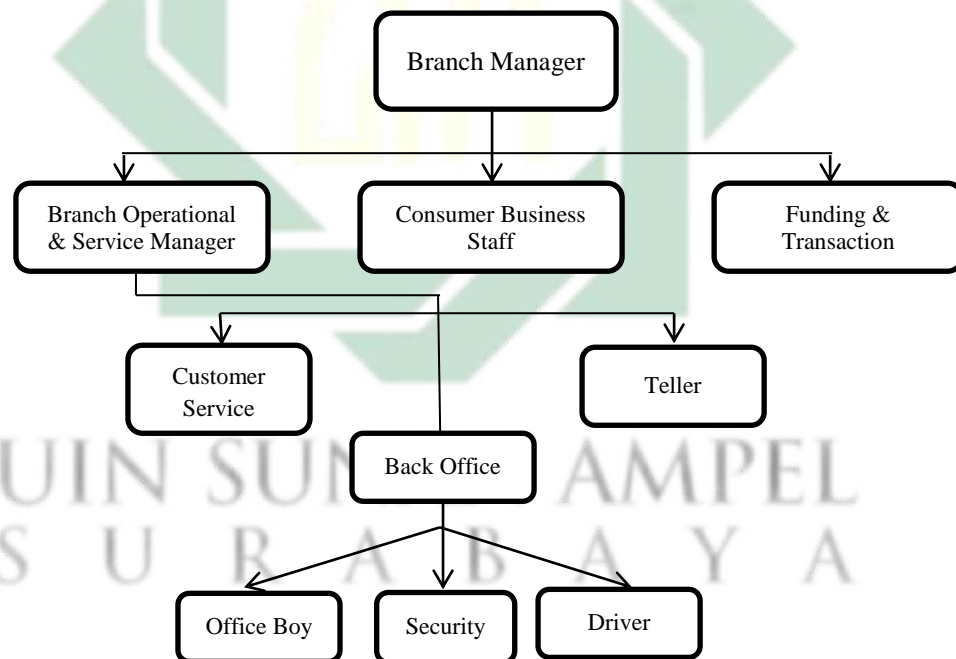 Branch Manager
Branch Operational
& Service Manager
Consumer Business
Staff
Funding &
Transaction
Customer
Service
Teller
Back Office
UIN SUNAN AMPEL
S U R A B A Y A
Office Boy
Security
Driver